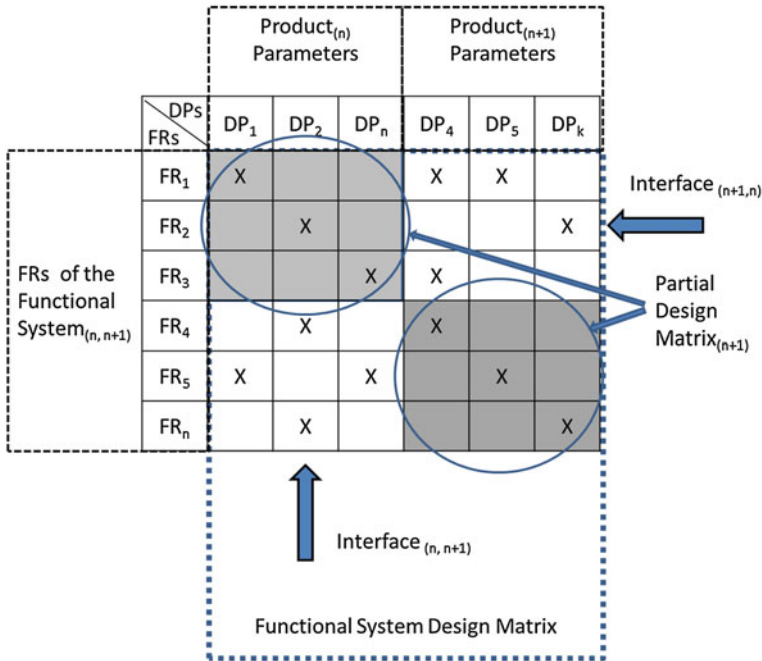 Product(n) Parameters
Product(n+1) Parameters
DPs
FRs
DP1 DP2 DPn DP4 DP5 DPk
FR1 X X X
FR2 X X
FR3 X X
FR4 X X
FR5 X X X
FRn X X
FRs of the
Functional
System(n, n+1)
Interface (n+1,n)
Partial
Design
Matrix(n+1)
Interface (n, n+1)
Functional System Design Matrix